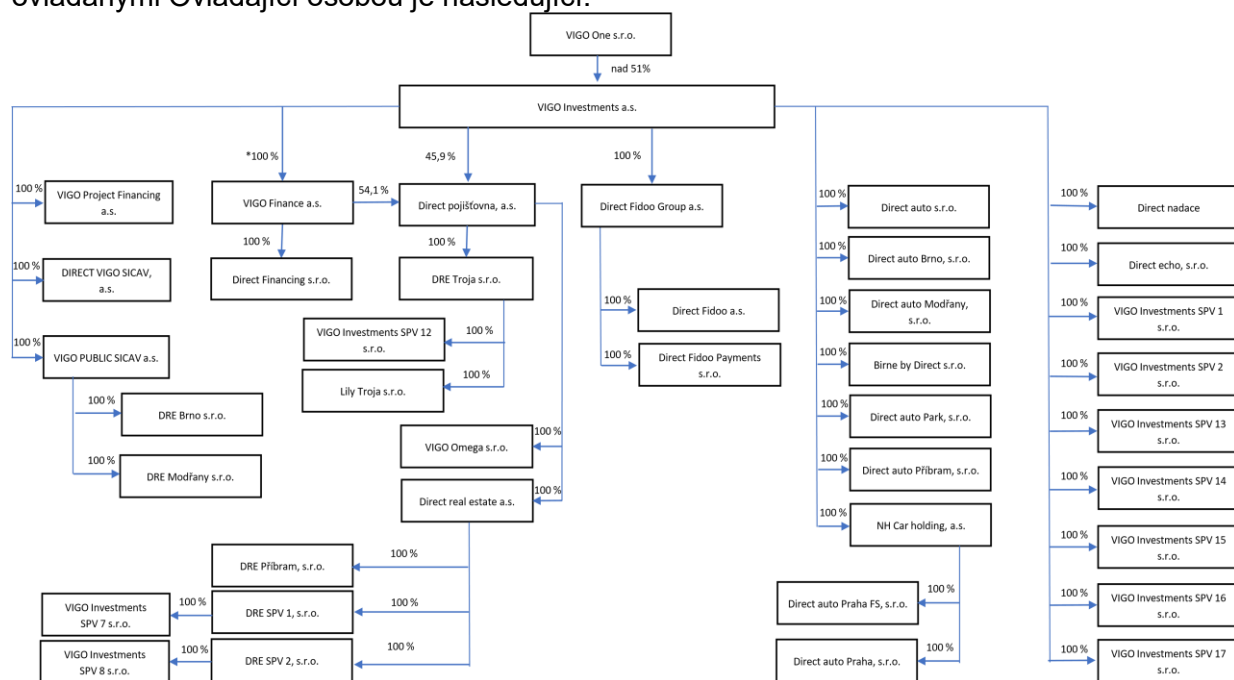 ovládanými Ovládající osobou je následující:
VIGO One s.r.o.
nad 51%
VIGO Investments a.s.
*100 %
45,9 %
100 %
100 %
VIGO Project Financing
a.s.
VIGO Finance a.s.
54,1 %
Direct pojišťovna, a.s.
Direct Fidoo Group a.s.
100 %
Direct auto s.r.o.
100 %
Direct nadace
100 %
100 %
100 %
DIRECT VIGO SICAV,
a.s.
Direct Financing s.r.o.
DRE Troja s.r.o.
100 %
Direct auto Brno, s.r.o.
100 %
Direct echo, s.r.o.
100 %
Direct Fidoo a.s.
100 %
Direct auto Modřany,
s.r.o.
100 %
VIGO Investments SPV 1
s.r.o.
100 %
VIGO PUBLIC SICAV a.s.
VIGO Investments SPV 12
s.r.o.
100 %
100 %
Direct Fidoo Payments
s.r.o.
100 %
Birne by Direct s.r.o.
100 %
VIGO Investments SPV 2
s.r.o.
Lily Troja s.r.o.
100 %
100 %
DRE Brno s.r.o.
100 %
Direct auto Park, s.r.o.
100 %
VIGO Investments SPV 13
s.r.o.
VIGO Omega s.r.o.
100 %
100 %
DRE Modřany s.r.o.
100 %
Direct auto Příbram, s.r.o.
100 %
VIGO Investments SPV 14
s.r.o.
Direct real estate a.s.
100 %
100 %
NH Car holding, a.s.
100 %
VIGO Investments SPV 15
s.r.o.
DRE Příbram, s.r.o.
100 %
VIGO Investments
SPV 7 s.r.o.
100 %
DRE SPV 1, s.r.o.
100 %
Direct auto Praha FS, s.r.o.
100 %
100 %
VIGO Investments SPV 16
s.r.o.
VIGO Investments
SPV 8 s.r.o.
100 %
DRE SPV 2, s.r.o.
100 %
Direct auto Praha, s.r.o.
100 %
100 %
VIGO Investments SPV 17
s.r.o.